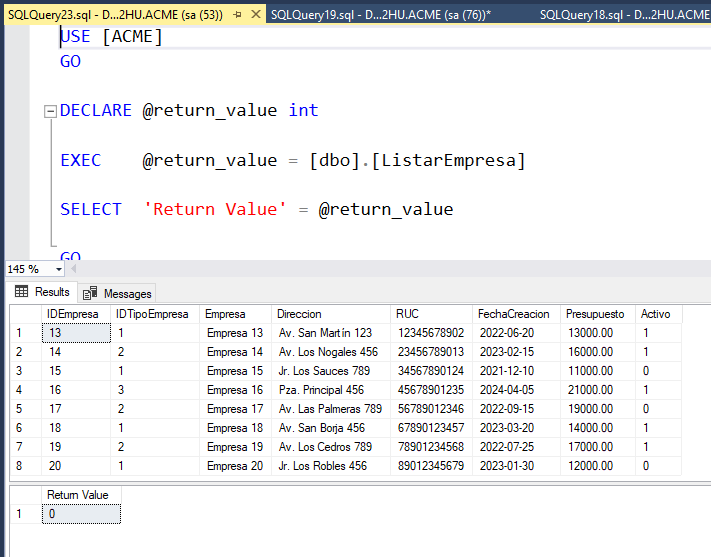 SQLQuery23.sql - D...2HU.ACME (sa (53)) SQLQuery19.sql - D...2HU.ACME (sa (76))* SQLQuery18.sql - D...2HU.ACME
USE [ACME]
GO
DECLARE @return_value int
EXEC @return_value = [dbo].[ListarEmpresa]
SELECT 'Return Value' = @return_value
GO
145 %
Results Messages
IDEmpresa IDTipoEmpresa Empresa Direccion RUC FechaCreacion Presupuesto Activo
1 13 1 Empresa 13 Av. San Martín 123 12345678902 2022-06-20 13000.00 1
2 14 2 Empresa 14 Av. Los Nogales 456 23456789013 2023-02-15 16000.00 1
3 15 1 Empresa 15 Jr. Los Sauces 789 34567890124 2021-12-10 11000.00 0
4 16 3 Empresa 16 Pza. Principal 456 45678901235 2024-04-05 21000.00 1
5 17 2 Empresa 17 Av. Las Palmeras 789 56789012346 2022-09-15 19000.00 0
6 18 1 Empresa 18 Av. San Borja 456 67890123457 2023-03-20 14000.00 1
7 19 2 Empresa 19 Av. Los Cedros 789 78901234568 2022-07-25 17000.00 1
8 20 1 Empresa 20 Jr. Los Robles 456 89012345679 2023-01-30 12000.00 0
Return Value
1 0